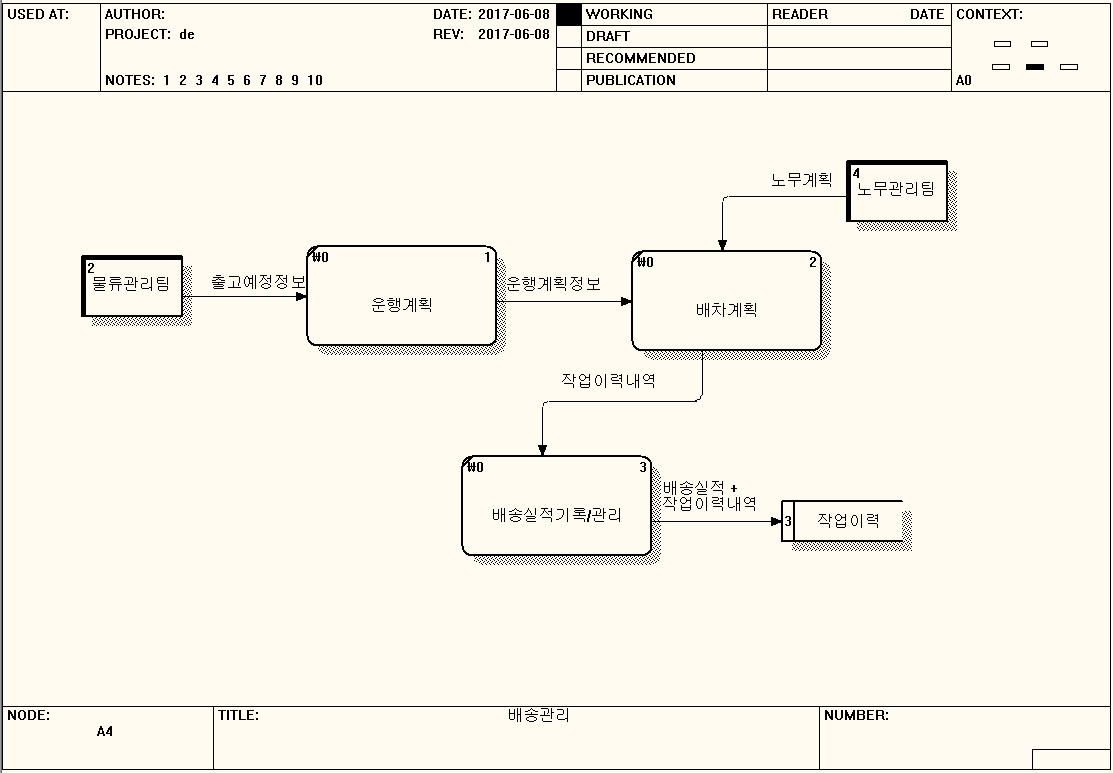 USED AT:
AUTHOR:
DATE: 2017-06-08
WORKING
READER
DATE
CONTEXT:
PROJECT: de
REV: 2017-06-08
DRAFT
RECOMMENDED
NOTES: 1 2 3 4 5 6 7 8 9 10
PUBLICATION
A0
노무계획
4
노무관리팀
2
물류관리팀
출고예정정보
₩0
1
운행계획
운행계획정보
₩0
2
배차계획
작업이력내역
₩0
3
배송실적기록/관리
배송실적 +
작업이력내역
3
작업이력
NODE:
A4
TITLE:
배송관리
NUMBER: